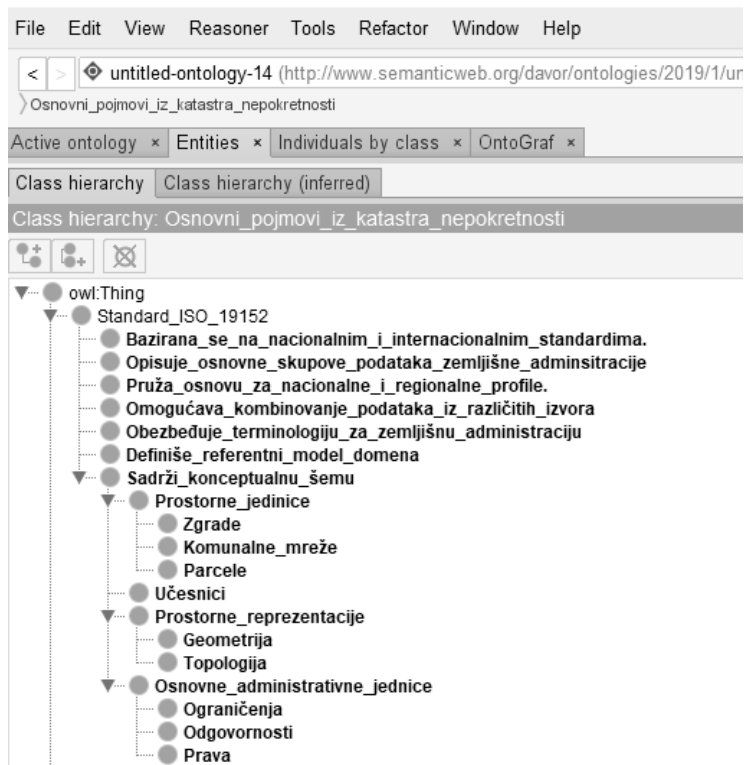 File Edit View Reasoner Tools Refactor Window Help
< > untitled-ontology-14 (http://www.semanticweb.org/davor/ontologies/2019/1/un
Osnovni_pojmovi_iz_katastra_nepokretnosti
Active ontology × Entities × Individuals by class × OntoGraf ×
Class hierarchy Class hierarchy (inferred)
Class hierarchy: Osnovni_pojmovi_iz_katastra_nepokretnosti
owl:Thing
Standard_ISO_19152
Bazirana_se_na_nacionalnim_i_internacionalnim_standardima.
Opisuje_osnovne_skupove_podataka_zemljišne_adminsitracije
Pruža_osnovu_za_nacionalne_i_regionalne_profile.
Omogućava_kombinovanje_podataka_iz_različitih_izvora
Obezbeđuje_terminologiju_za_zemljišnu_administraciju
Definiše_referentni_model_domena
Sadrži_konceptualnu_šemu
Prostorne_jedinice
Zgrade
Komunalne_mreže
Parcele
Učesnici
Prostorne_reprezentacije
Geometrija
Topologija
Osnovne_administrativne_jednice
Ograničenja
Odgovornosti
Prava